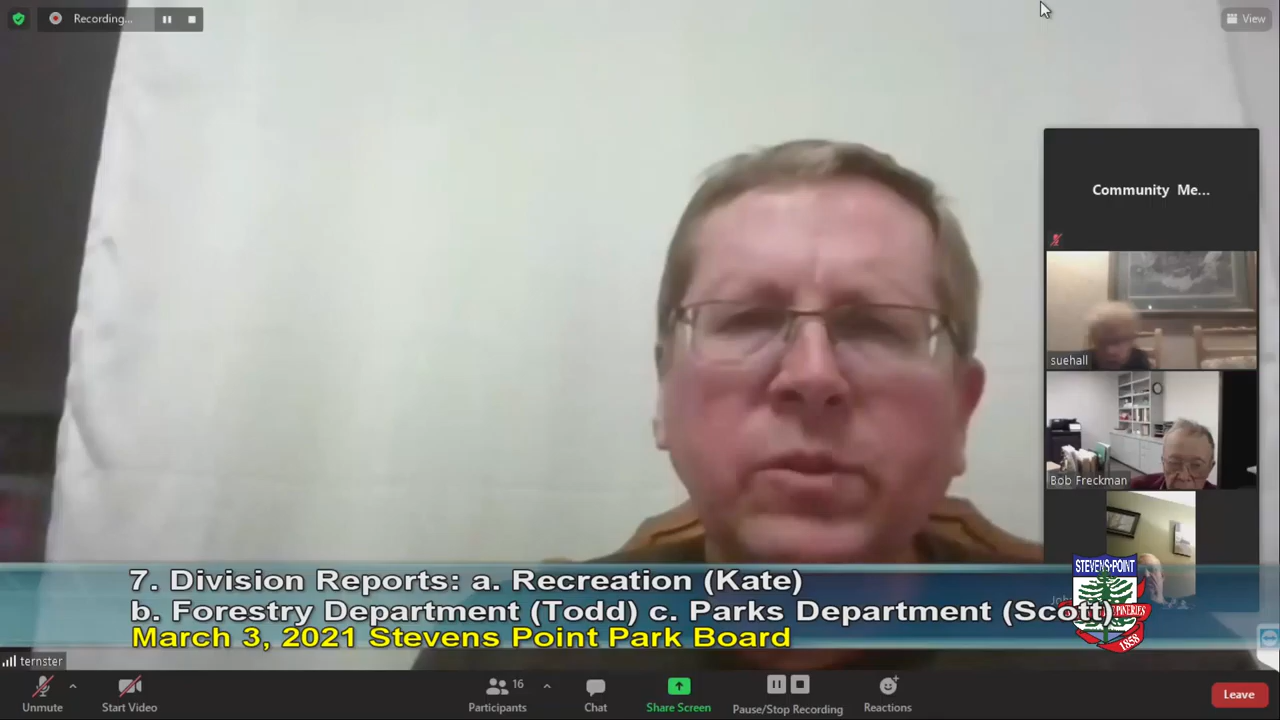 Recording...
View
Community Me...
suehall
Bob Freckman
STEVENS POINT
PINERIES
1858
7. Division Reports: a. Recreation (Kate)
b. Forestry Department (Todd) c. Parks Department (Scott)
March 3, 2021 Stevens Point Park Board
ternster
16
Unmute
Start Video
Participants
Chat
Share Screen
Pause/Stop Recording
Reactions
Leave